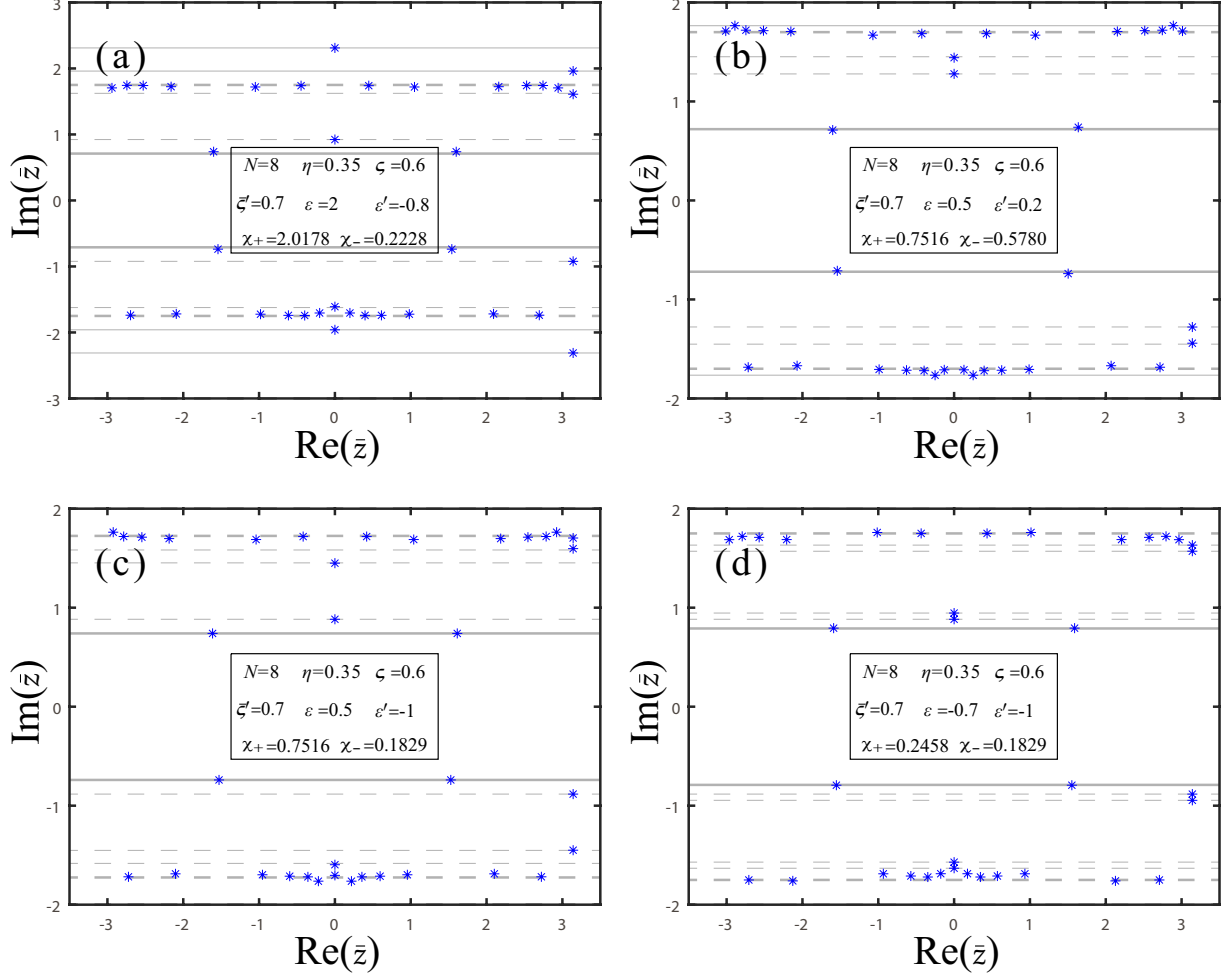 (a)
3
2
1
0
-1
-2
-3
Im(z̄)
N=8 η=0.35 ς=0.6
ξ̄′=0.7 ε=2 ε′=-0.8
χ+=2.0178 χ−=0.2228
-3 -2 -1 0 1 2 3
Re(z̄)
(b)
2
1
0
-1
-2
Im(z̄)
N=8 η=0.35 ς=0.6
ξ̄′=0.7 ε=0.5 ε′=0.2
χ+=0.7516 χ−=0.5780
-3 -2 -1 0 1 2 3
Re(z̄)
(c)
2
1
0
-1
-2
Im(z̄)
N=8 η=0.35 ς=0.6
ξ̄′=0.7 ε=0.5 ε′=-1
χ+=0.7516 χ−=0.1829
-3 -2 -1 0 1 2 3
Re(z̄)
(d)
2
1
0
-1
-2
Im(z̄)
N=8 η=0.35 ς=0.6
ξ̄′=0.7 ε=-0.7 ε′=-1
χ+=0.2458 χ−=0.1829
-3 -2 -1 0 1 2 3
Re(z̄)